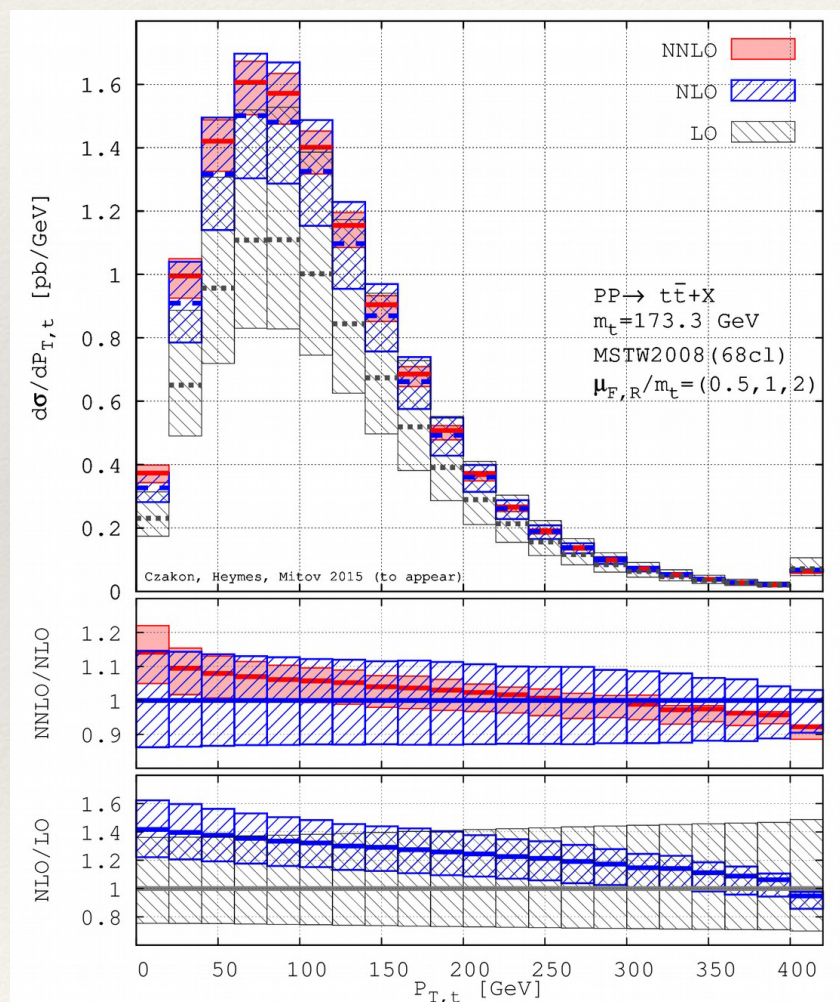 dσ/dP_T,t [pb/GeV]
1.6
1.4
1.2
1
0.8
0.6
0.4
0.2
0
NNLO
NLO
LO
PP→ tt̄+X
m_t=173.3 GeV
MSTW2008(68cl)
μ_F,R/m_t=(0.5,1,2)
Czakon, Heymes, Mitov 2015 (to appear)
NNLO/NLO
1.2
1.1
1
0.9
NLO/LO
1.6
1.4
1.2
1
0.8
0 50 100 150 200 250 300 350 400
P_T,t [GeV]